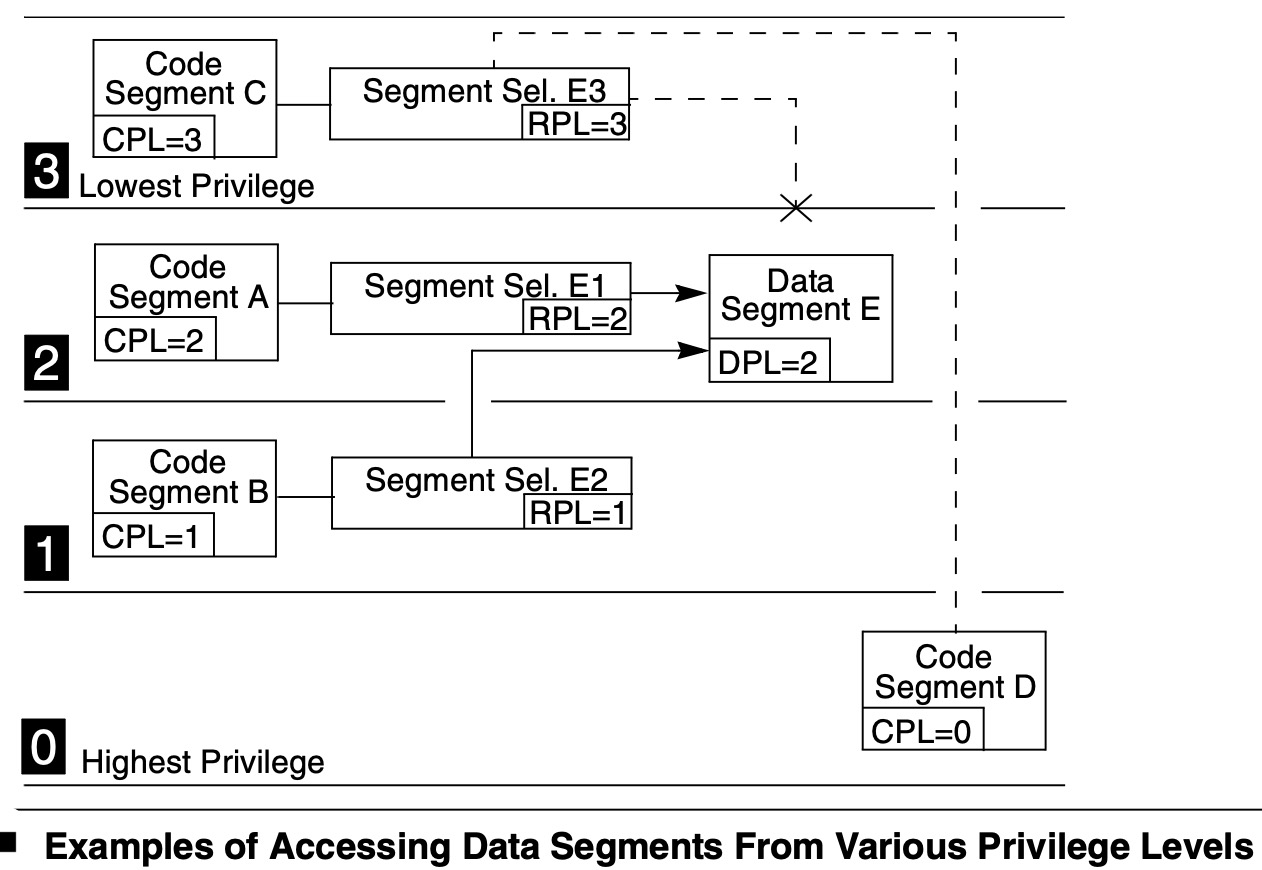 Code
Segment C
CPL=3
Segment Sel. E3
RPL=3
3
Lowest Privilege
Code
Segment A
CPL=2
Segment Sel. E1
RPL=2
Data
Segment E
DPL=2
2
Code
Segment B
CPL=1
Segment Sel. E2
RPL=1
1
Code
Segment D
CPL=0
0
Highest Privilege
Examples of Accessing Data Segments From Various Privilege Levels